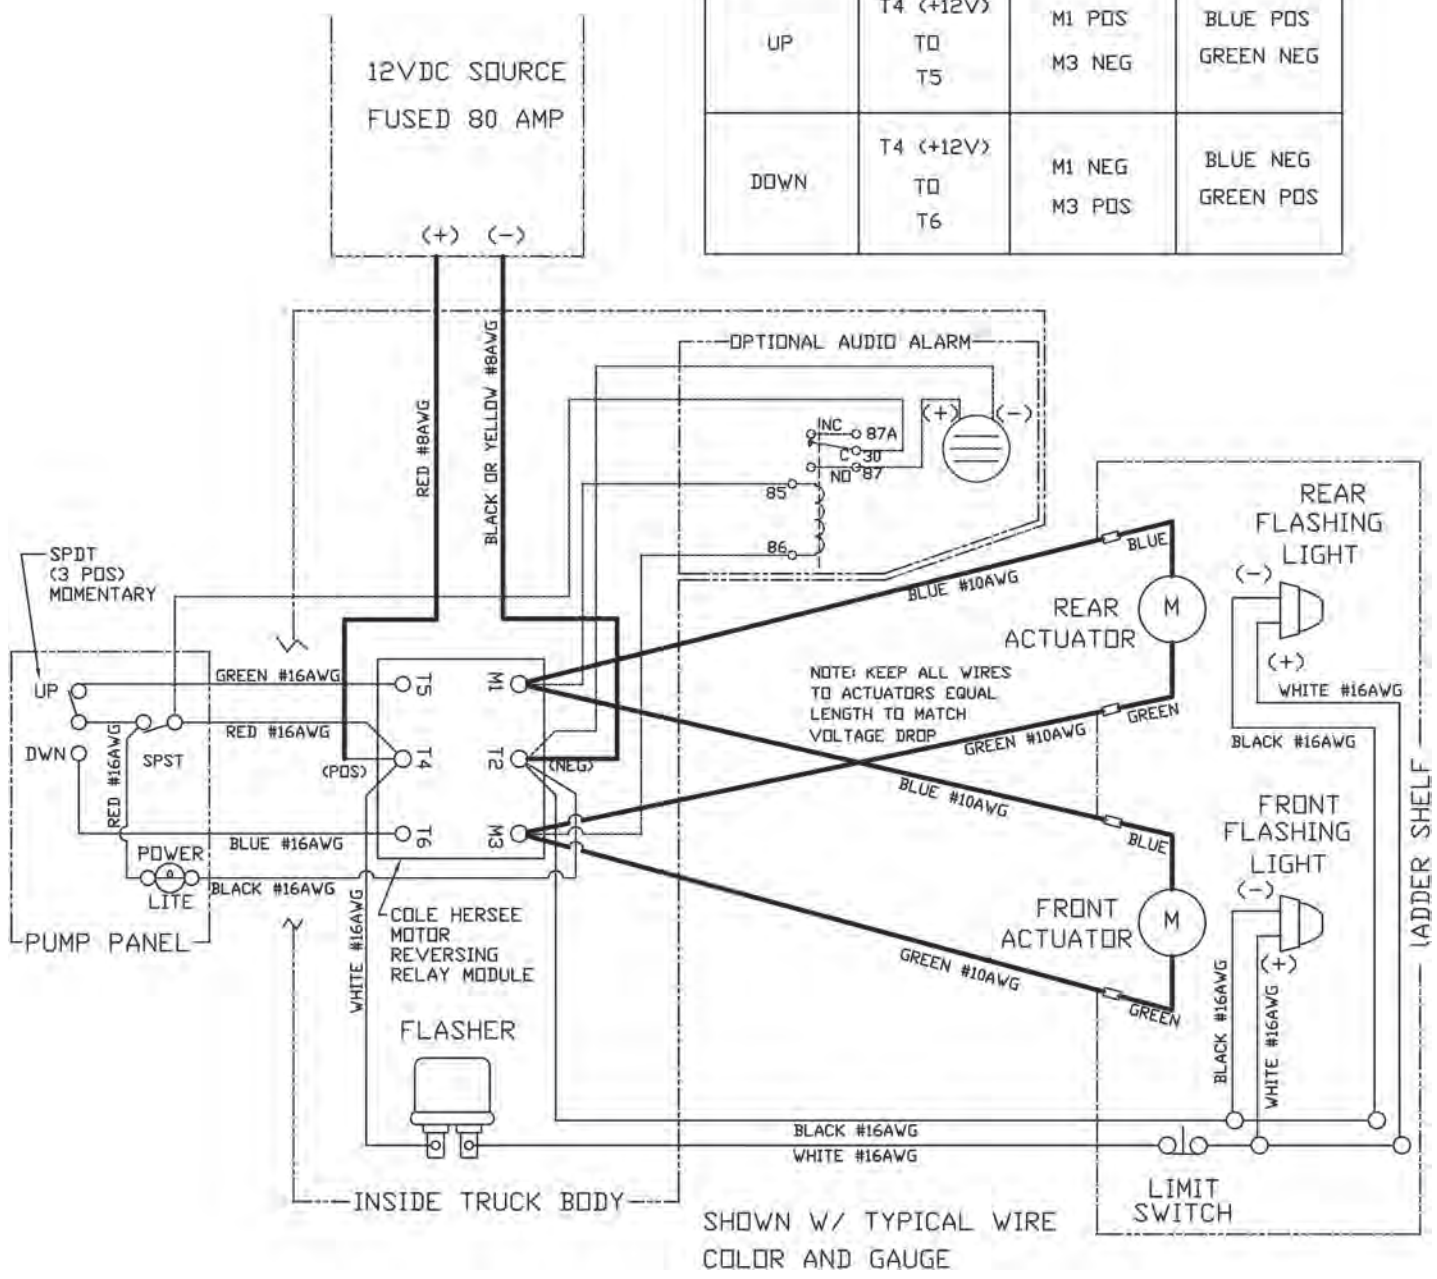 12VDC SOURCE
FUSED 80 AMP
(+) (-)
T4 (+12V)
UP
TO
T5
M1 POS
M3 NEG
BLUE POS
GREEN NEG
DOWN
T4 (+12V)
TO
T6
M1 NEG
M3 POS
BLUE NEG
GREEN POS
RED #8AWG
BLACK OR YELLOW #8AWG
OPTIONAL AUDIO ALARM
NC
87A
C
30
NO
87
(+)
(-)
85
86
SPDT
(3 POS)
MOMENTARY
UP
DWN
SPST
RED #16AWG
POWER
LITE
PUMP PANEL
GREEN #16AWG
RED #16AWG
(POS)
BLUE #16AWG
BLACK #16AWG
WHITE #16AWG
T5
M1
T4
T2
(NEG)
T6
M3
COLE HERSEE
MOTOR
REVERSING
RELAY MODULE
FLASHER
INSIDE TRUCK BODY
NOTE: KEEP ALL WIRES
TO ACTUATORS EQUAL
LENGTH TO MATCH
VOLTAGE DROP
BLUE #10AWG
BLUE
GREEN #10AWG
GREEN
BLUE #10AWG
BLUE
GREEN #10AWG
GREEN
REAR
ACTUATOR
M
FRONT
ACTUATOR
M
REAR
FLASHING
LIGHT
(-)
(+)
WHITE #16AWG
BLACK #16AWG
FRONT
FLASHING
LIGHT
(-)
(+)
BLACK #16AWG
WHITE #16AWG
LADDER SHELF
BLACK #16AWG
WHITE #16AWG
LIMIT
SWITCH
SHOWN W/ TYPICAL WIRE
COLOR AND GAUGE